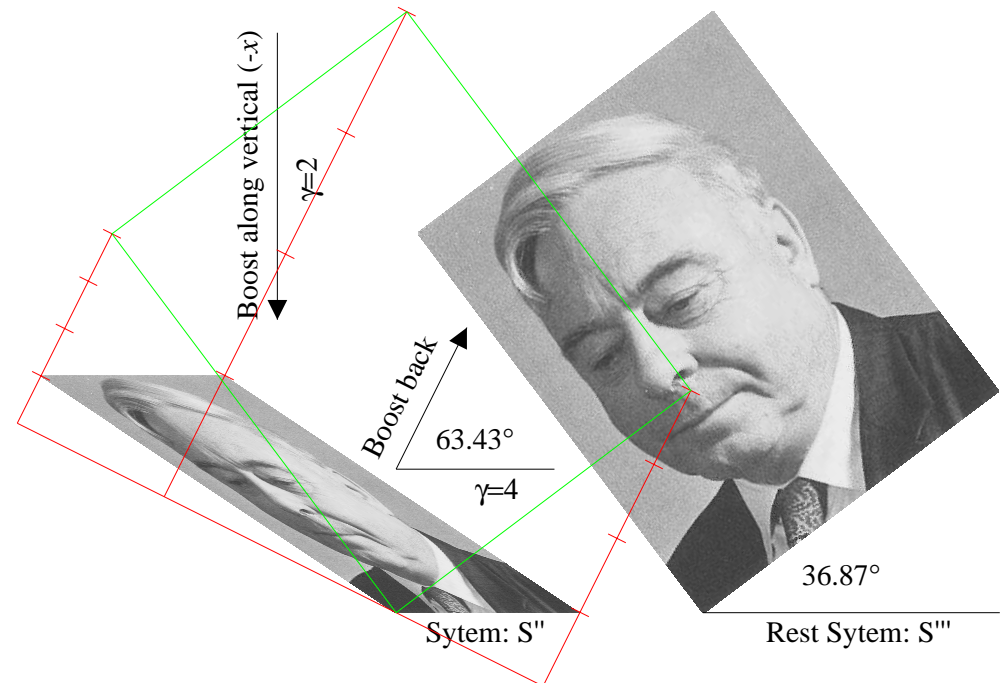 Boost along vertical (-x)
γ=2
Boost back
63.43°
γ=4
36.87°
Sytem: S''
Rest Sytem: S'''